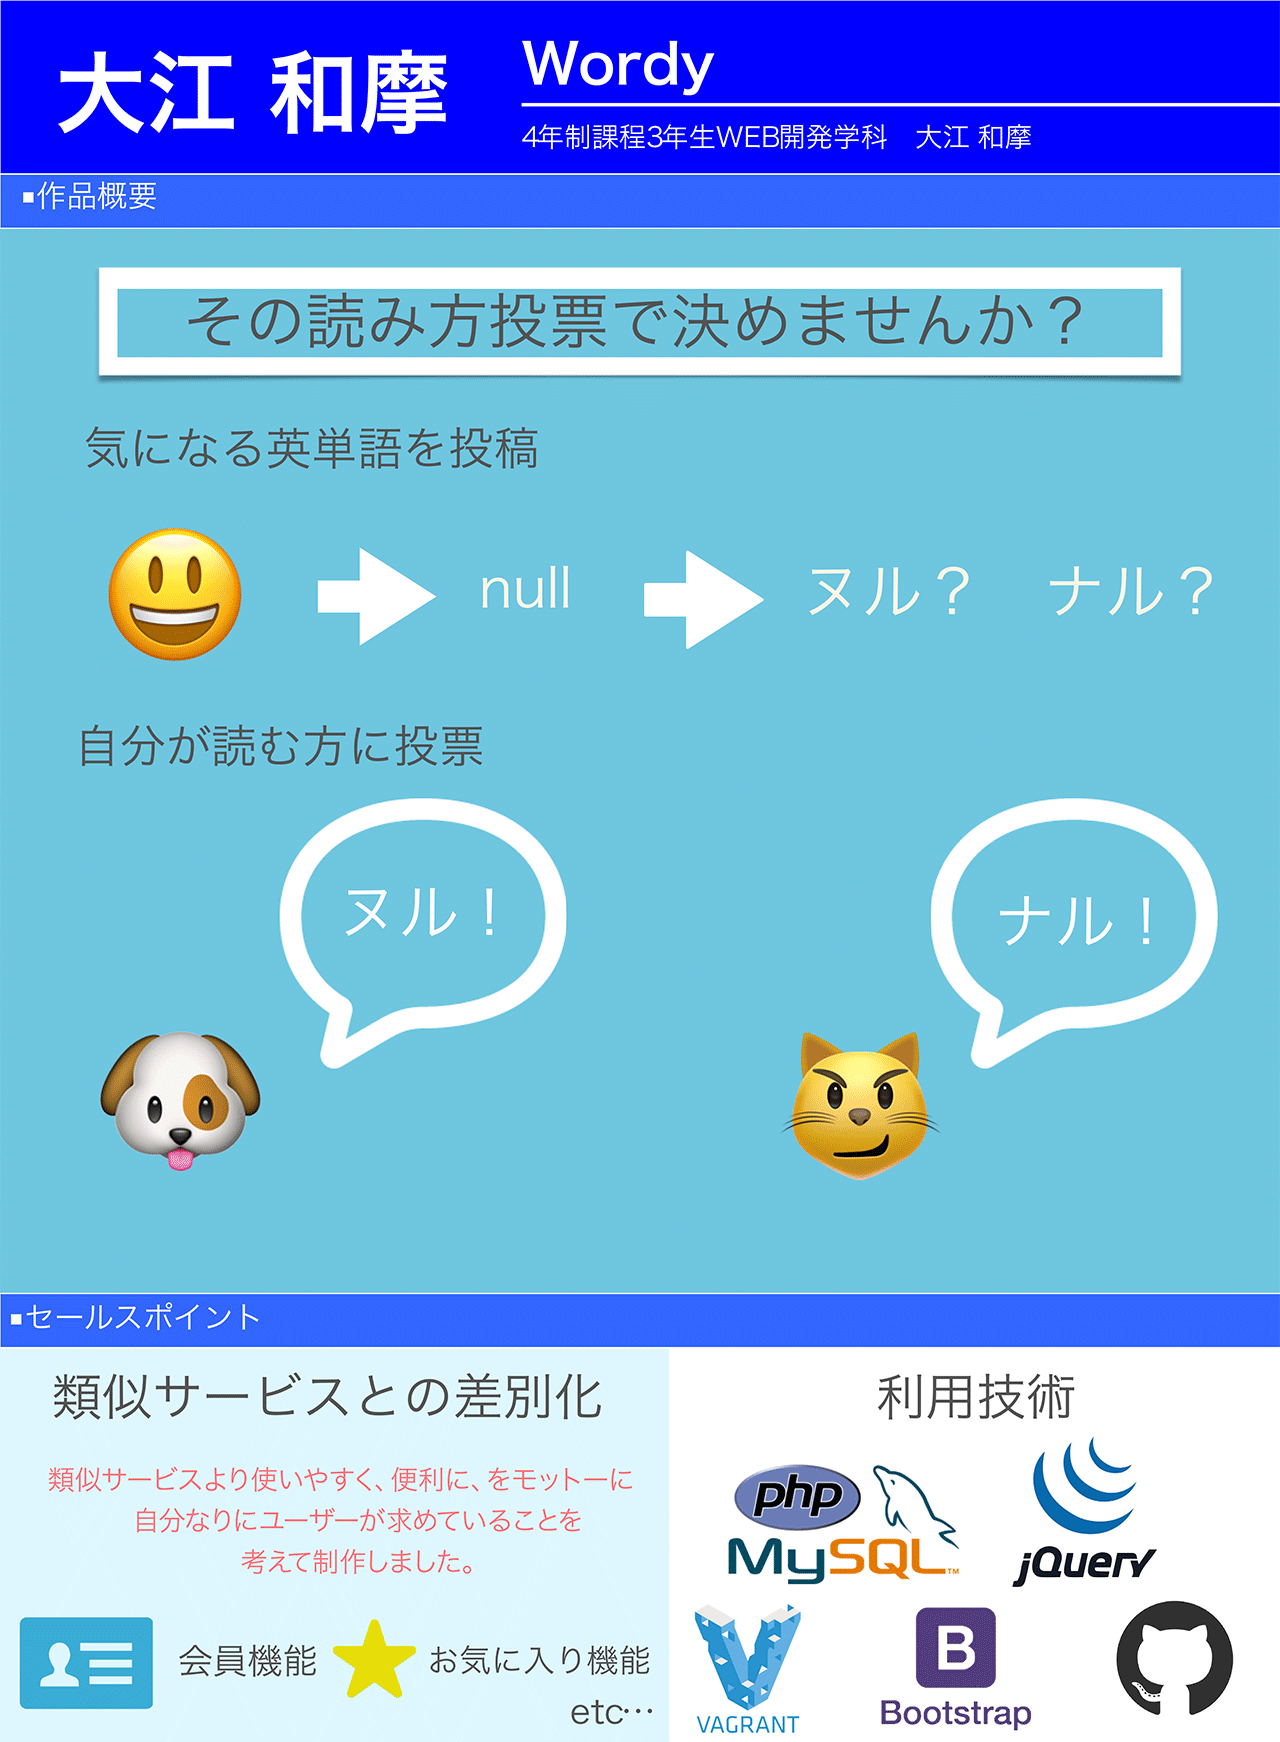 大江 和摩
Wordy
4年制課程3年生WEB開発学科　大江 和摩
■作品概要
その読み方投票で決めませんか？
気になる英単語を投稿
null
ヌル？　ナル？
自分が読む方に投票
ヌル！
ナル！
■セールスポイント
類似サービスとの差別化
類似サービスより使いやすく、便利に、をモットーに
自分なりにユーザーが求めていることを
考えて制作しました。
会員機能
お気に入り機能
etc…
利用技術
php
MySQL™
jQuery
VAGRANT
B
Bootstrap